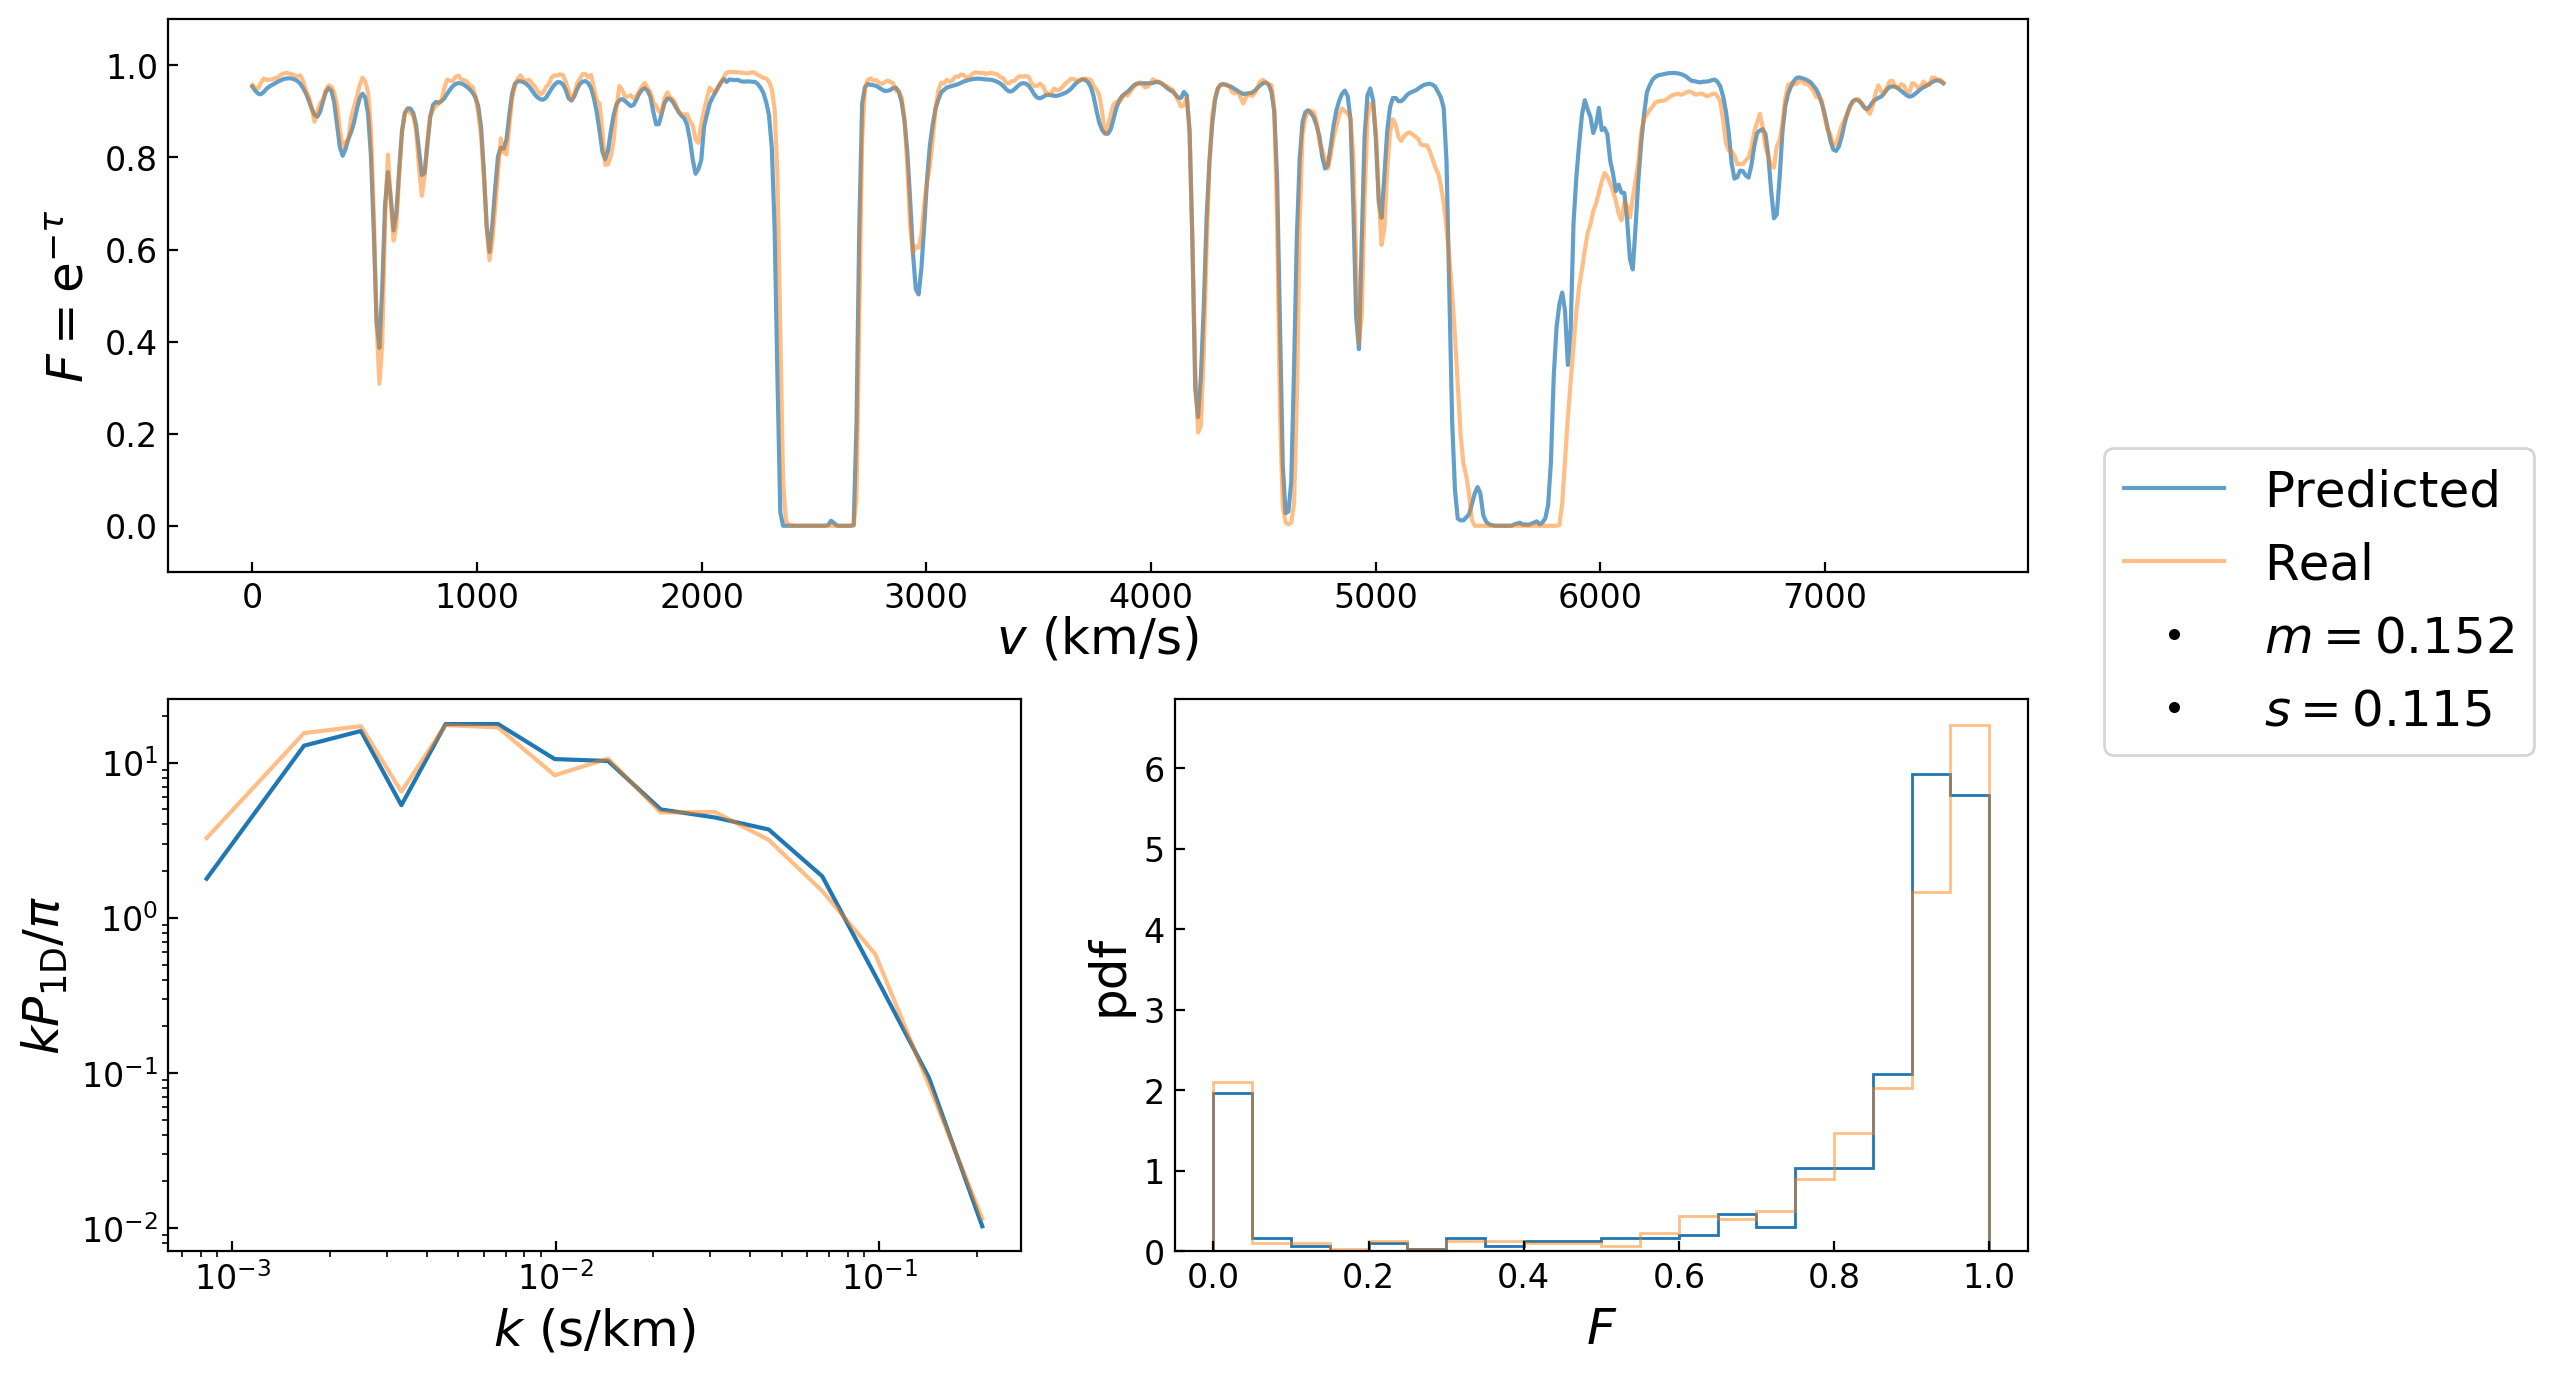 1.0
0.8
0.6
0.4
0.2
0.0
F = e^{-τ}
0 1000 2000 3000 4000 5000 6000 7000
v (km/s)
Predicted
Real
m = 0.152
s = 0.115
10^1
10^0
10^{-1}
10^{-2}
kP_{1D}/π
10^{-3} 10^{-2} 10^{-1}
k (s/km)
6
5
4
3
2
1
0
pdf
0.0 0.2 0.4 0.6 0.8 1.0
F